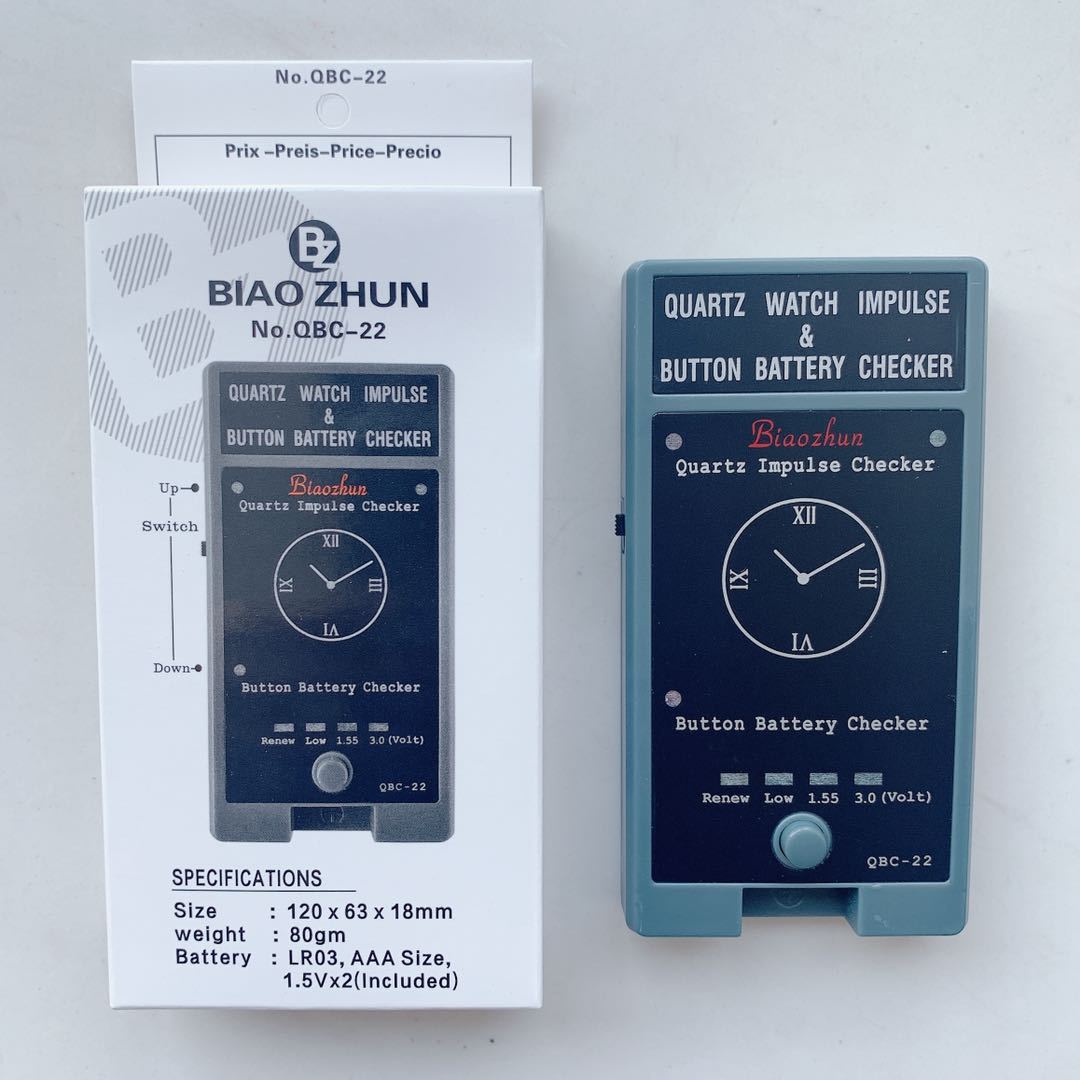 No.QBC-22
Prix -Preis-Price-Precio
BZ
BIAO ZHUN
No.QBC-22
QUARTZ WATCH IMPULSE
&
BUTTON BATTERY CHECKER
Biaozhun
Quartz Impulse Checker
XII
IX III
VI
Up
Switch
Down
Button Battery Checker
Renew Low 1.55 3.0 (Volt)
QBC-22
SPECIFICATIONS
Size : 120 x 63 x 18mm
weight : 80gm
Battery : LR03, AAA Size,
1.5Vx2(Included)
QUARTZ WATCH IMPULSE
&
BUTTON BATTERY CHECKER
Biaozhun
Quartz Impulse Checker
XII
IX III
VI
Button Battery Checker
Renew Low 1.55 3.0 (Volt)
QBC-22